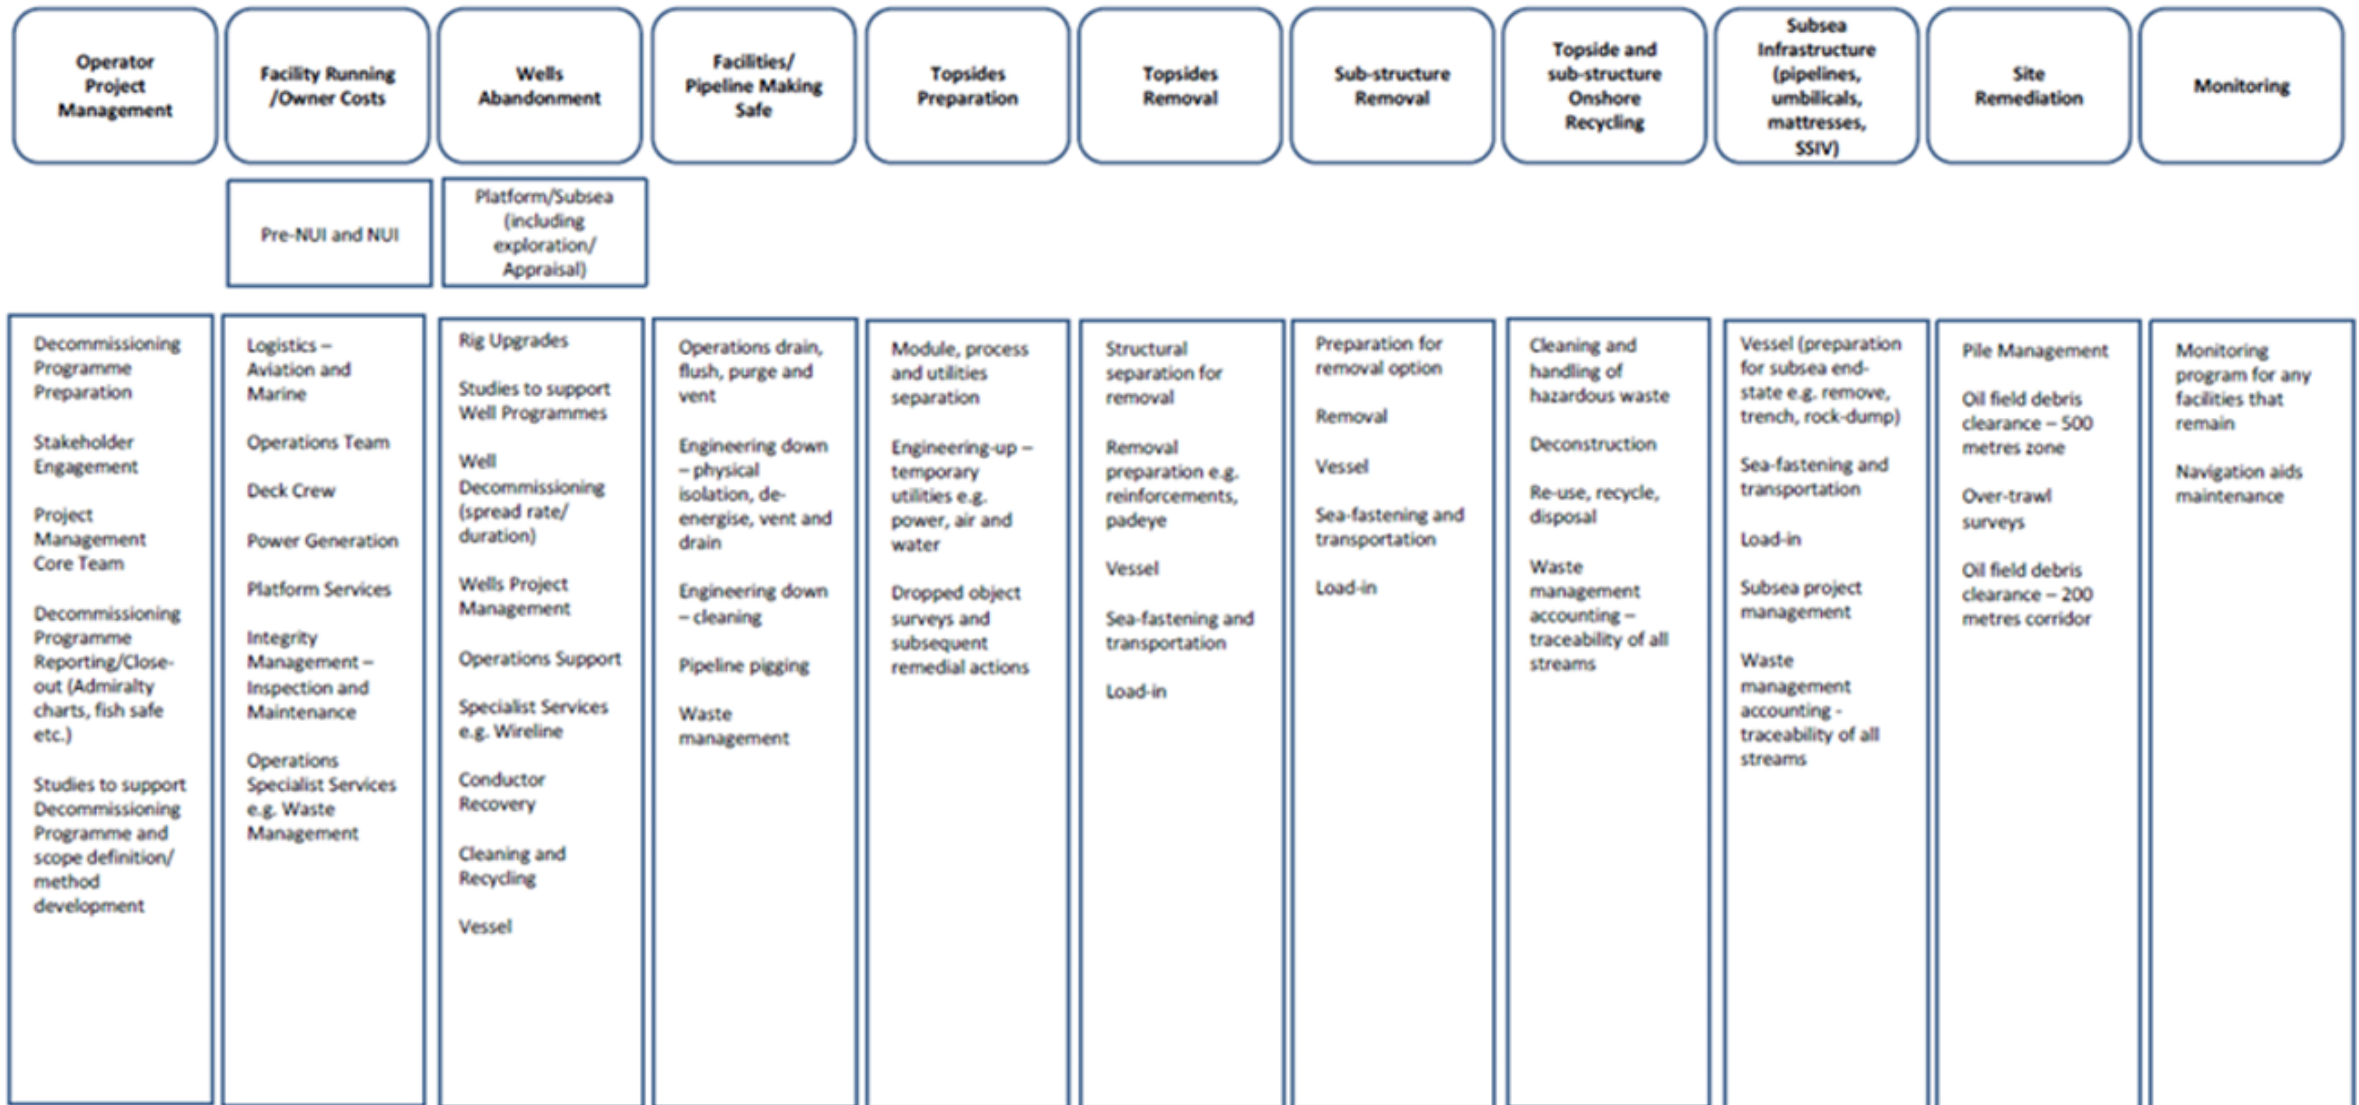 Operator
Project
Management
Facility Running
/Owner Costs
Wells
Abandonment
Facilities/
Pipeline Making
Safe
Topsides
Preparation
Topsides
Removal
Sub-structure
Removal
Topside and
sub-structure
Onshore
Recycling
Subsea
Infrastructure
(pipelines,
umbilicals,
mattresses,
SSIV)
Site
Remediation
Monitoring
Pre-NUI and NUI
Platform/Subsea
(including
exploration/
Appraisal)
Decommissioning
Programme
Preparation
Stakeholder
Engagement
Project
Management
Core Team
Decommissioning
Programme
Reporting/Close-
out (Admiralty
charts, fish safe
etc.)
Studies to support
Decommissioning
Programme and
scope definition/
method
development
Logistics –
Aviation and
Marine
Operations Team
Deck Crew
Power Generation
Platform Services
Integrity
Management –
Inspection and
Maintenance
Operations
Specialist Services
e.g. Waste
Management
Rig Upgrades
Studies to support
Well Programmes
Well
Decommissioning
(spread rate/
duration)
Wells Project
Management
Operations Support
Specialist Services
e.g. Wireline
Conductor
Recovery
Cleaning and
Recycling
Vessel
Operations drain,
flush, purge and
vent
Engineering down
– physical
isolation, de-
energise, vent and
drain
Engineering down
– cleaning
Pipeline pigging
Waste
management
Module, process
and utilities
separation
Engineering-up –
temporary
utilities e.g.
power, air and
water
Dropped object
surveys and
subsequent
remedial actions
Structural
separation for
removal
Removal
preparation e.g.
reinforcements,
padeye
Vessel
Sea-fastening and
transportation
Load-in
Preparation for
removal option
Removal
Vessel
Sea-fastening and
transportation
Load-in
Cleaning and
handling of
hazardous waste
Deconstruction
Re-use, recycle,
disposal
Waste
management
accounting –
traceability of all
streams
Vessel (preparation
for subsea end-
state e.g. remove,
trench, rock-dump)
Sea-fastening and
transportation
Load-in
Subsea project
management
Waste
management
accounting -
traceability of all
streams
Pile Management
Oil field debris
clearance – 500
metres zone
Over-trawl
surveys
Oil field debris
clearance – 200
metres corridor
Monitoring
program for any
facilities that
remain
Navigation aids
maintenance